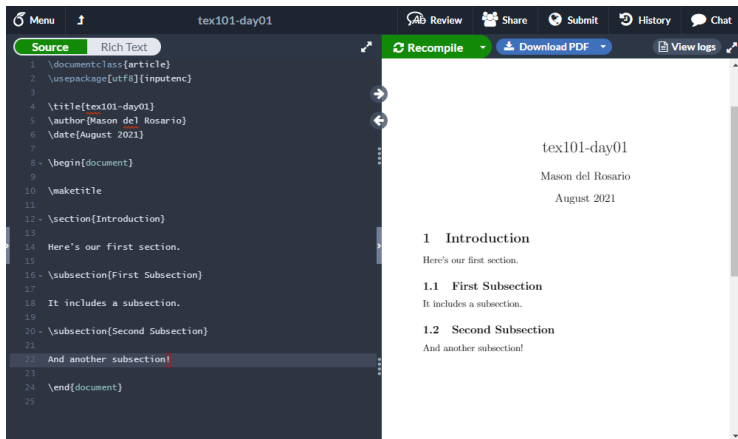 Menu
tex101-day01
Review
Share
Submit
History
Chat
Source
Rich Text
Recompile
Download PDF
View logs
1 \documentclass{article}
2 \usepackage[utf8]{inputenc}
3
4 \title{tex101-day01}
5 \author{Mason del Rosario}
6 \date{August 2021}
7
8 \begin{document}
9
10 \maketitle
11
12 \section{Introduction}
13
14 Here's our first section.
15
16 \subsection{First Subsection}
17
18 It includes a subsection.
19
20 \subsection{Second Subsection}
21
22 And another subsection!
23
24 \end{document}
25
tex101-day01
Mason del Rosario
August 2021
1 Introduction
Here's our first section.
1.1 First Subsection
It includes a subsection.
1.2 Second Subsection
And another subsection!